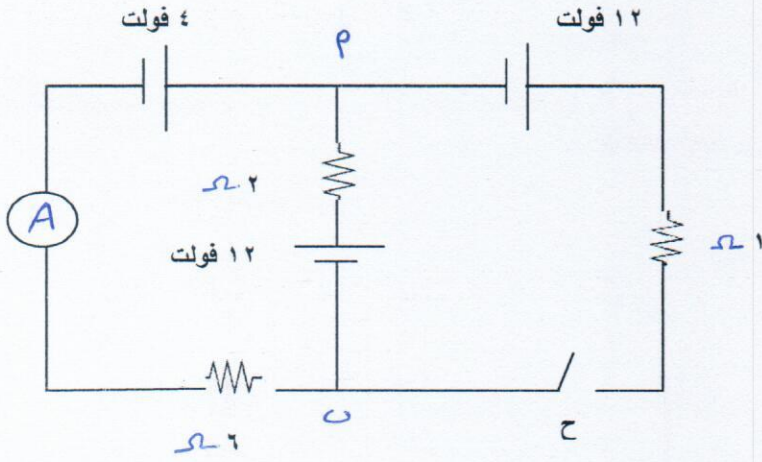 ٤ فولت
١٢ فولت
م
٢ Ω
A
١٢ فولت
١ Ω
ن
ح
٦ Ω